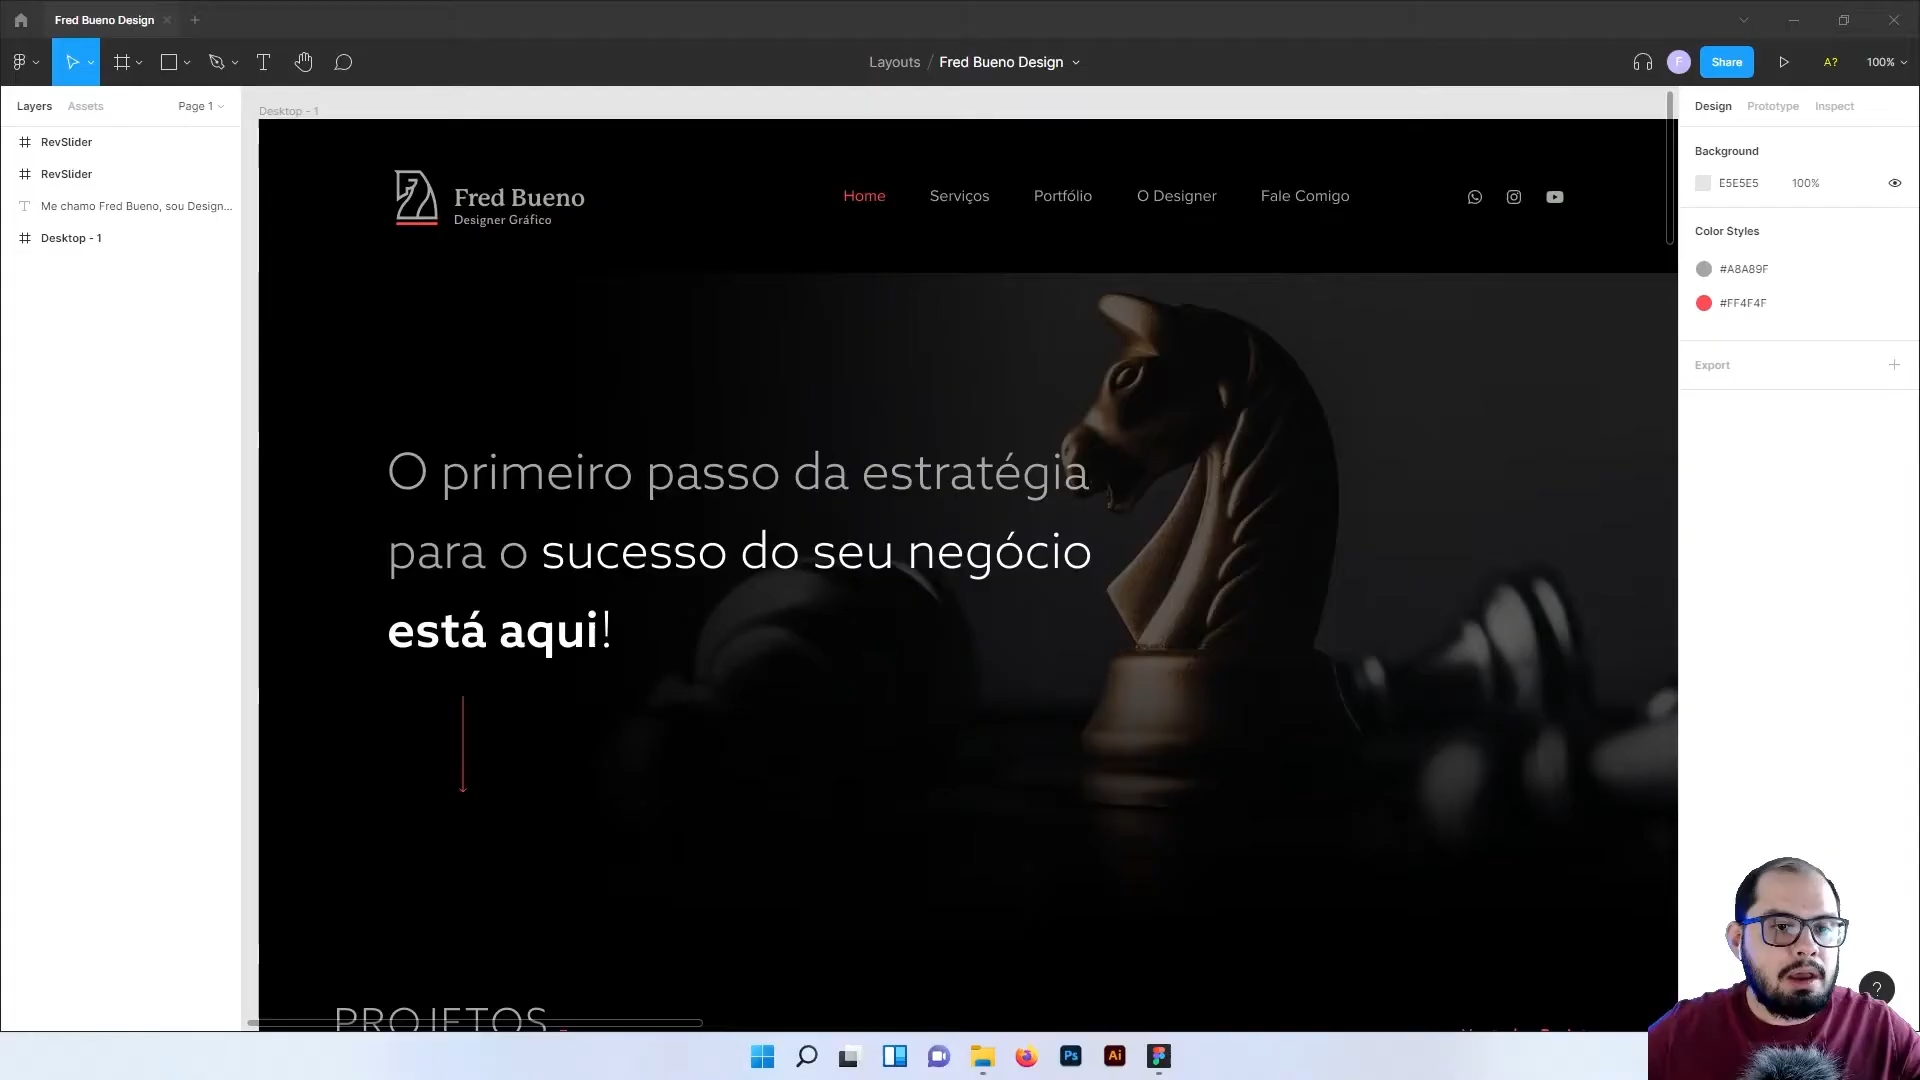 Fred Bueno Design
Layouts / Fred Bueno Design
F
Share
A?
100%
Layers
Assets
Page 1
RevSlider
RevSlider
Me chamo Fred Bueno, sou Design...
Desktop - 1
Desktop - 1
Fred Bueno
Designer Gráfico
Home
Serviços
Portfólio
O Designer
Fale Comigo
O primeiro passo da estratégia
para o sucesso do seu negócio
está aqui!
PROJETOS
Design
Prototype
Inspect
Background
E5E5E5
100%
Color Styles
#A8A89F
#FF4F4F
Export
?
Ps
Ai